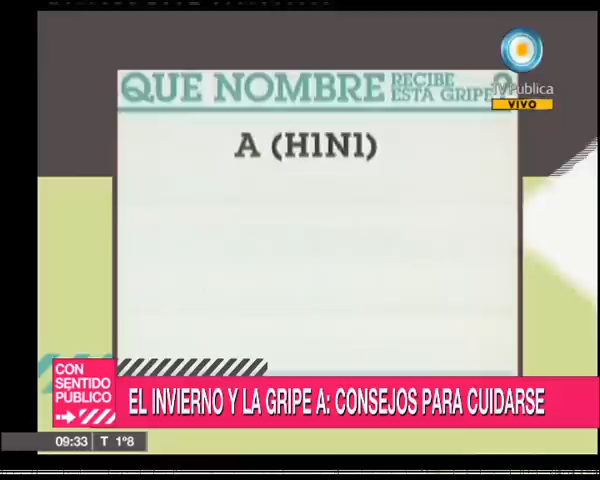 QUE NOMBRE RECIBE ESTA GRIPE?
TV Pública
VIVO
A (H1N1)
CON SENTIDO PÚBLICO
EL INVIERNO Y LA GRIPE A: CONSEJOS PARA CUIDARSE
09:33 T 1°8